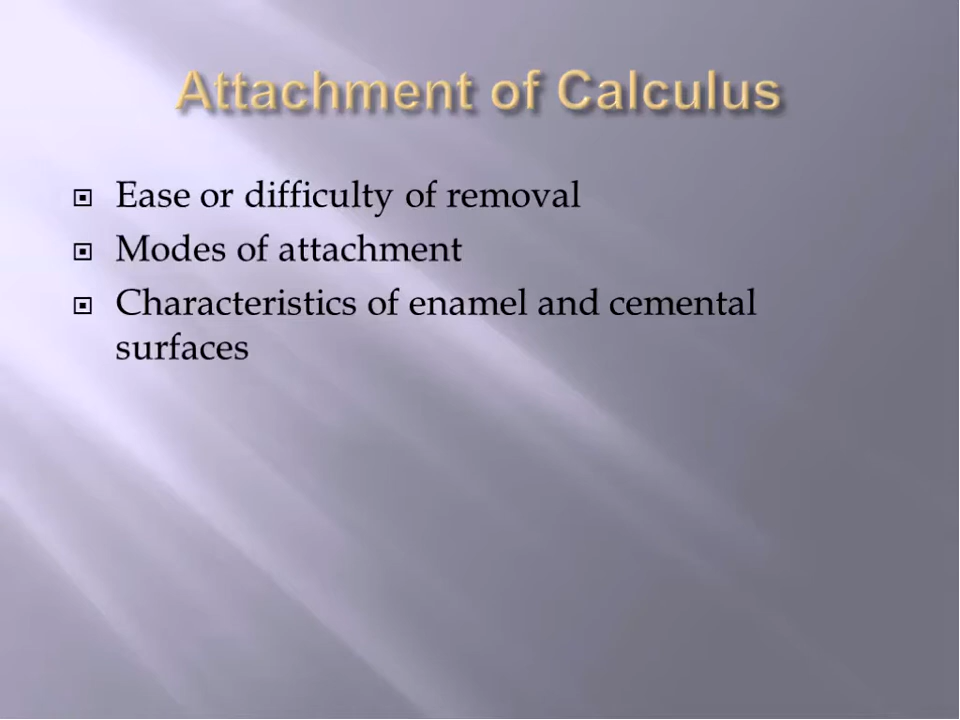 Attachment of Calculus
Ease or difficulty of removal
Modes of attachment
Characteristics of enamel and cemental
surfaces